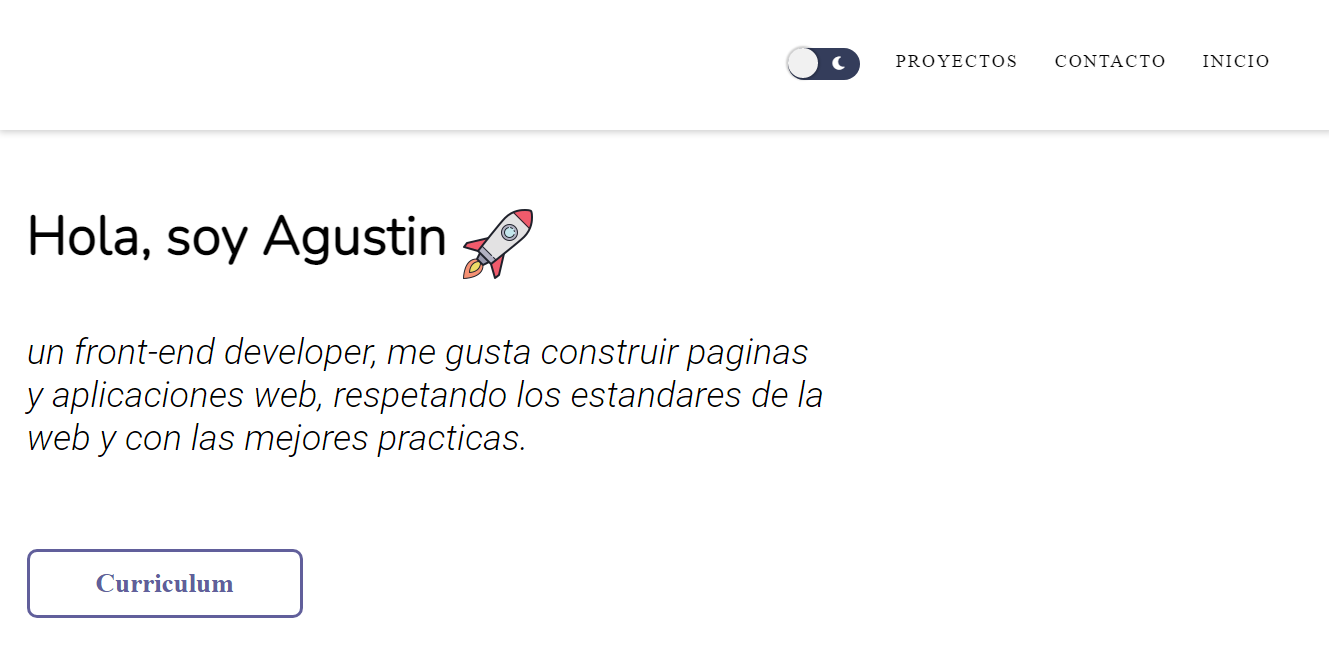 PROYECTOS CONTACTO INICIO
Hola, soy Agustin
un front-end developer, me gusta construir paginas
y aplicaciones web, respetando los estandares de la
web y con las mejores practicas.
Curriculum